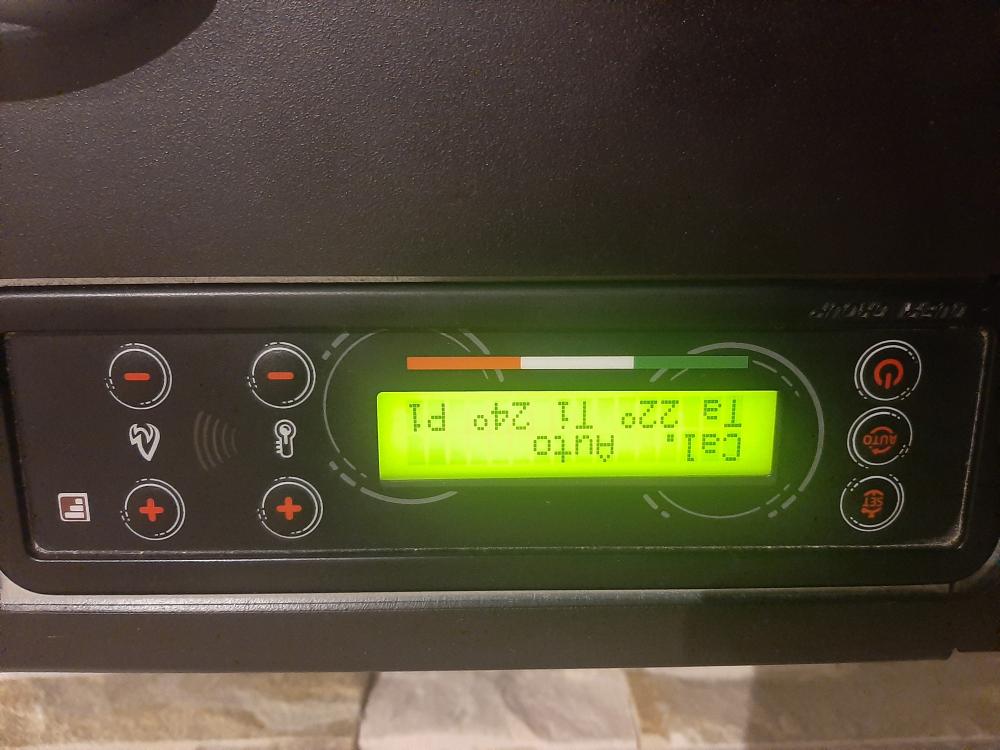 SET
AUTO
Cal. Auto
Ta 22° Ti 24° P1